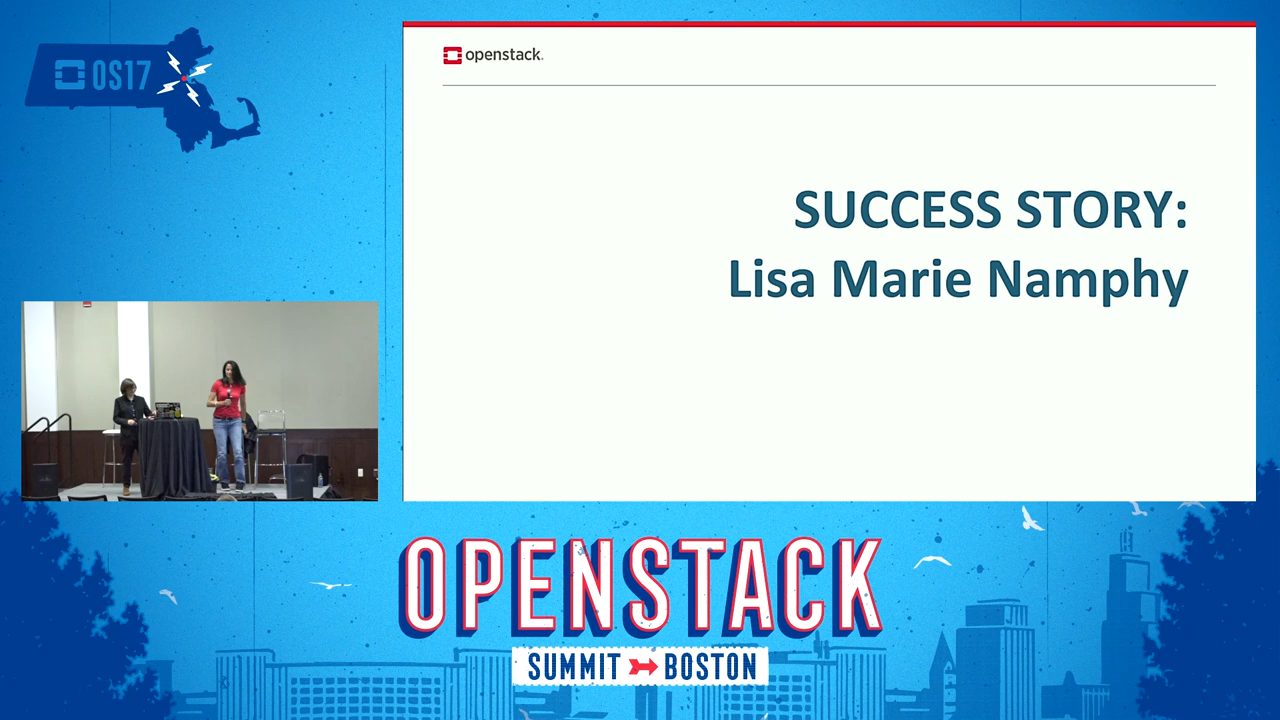 OS17
openstack.
SUCCESS STORY:
Lisa Marie Namphy
OPENSTACK
SUMMIT BOSTON